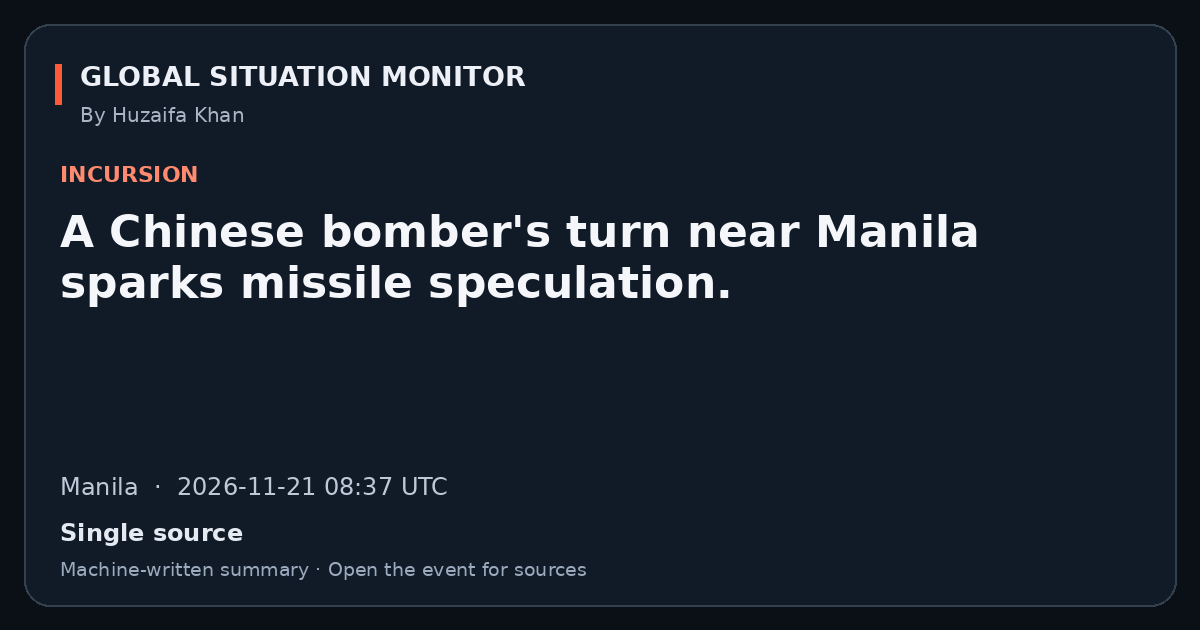 GLOBAL SITUATION MONITOR
By Huzaifa Khan
INCURSION
A Chinese bomber's turn near Manila
sparks missile speculation.
Manila · 2026-11-21 08:37 UTC
Single source
Machine-written summary · Open the event for sources